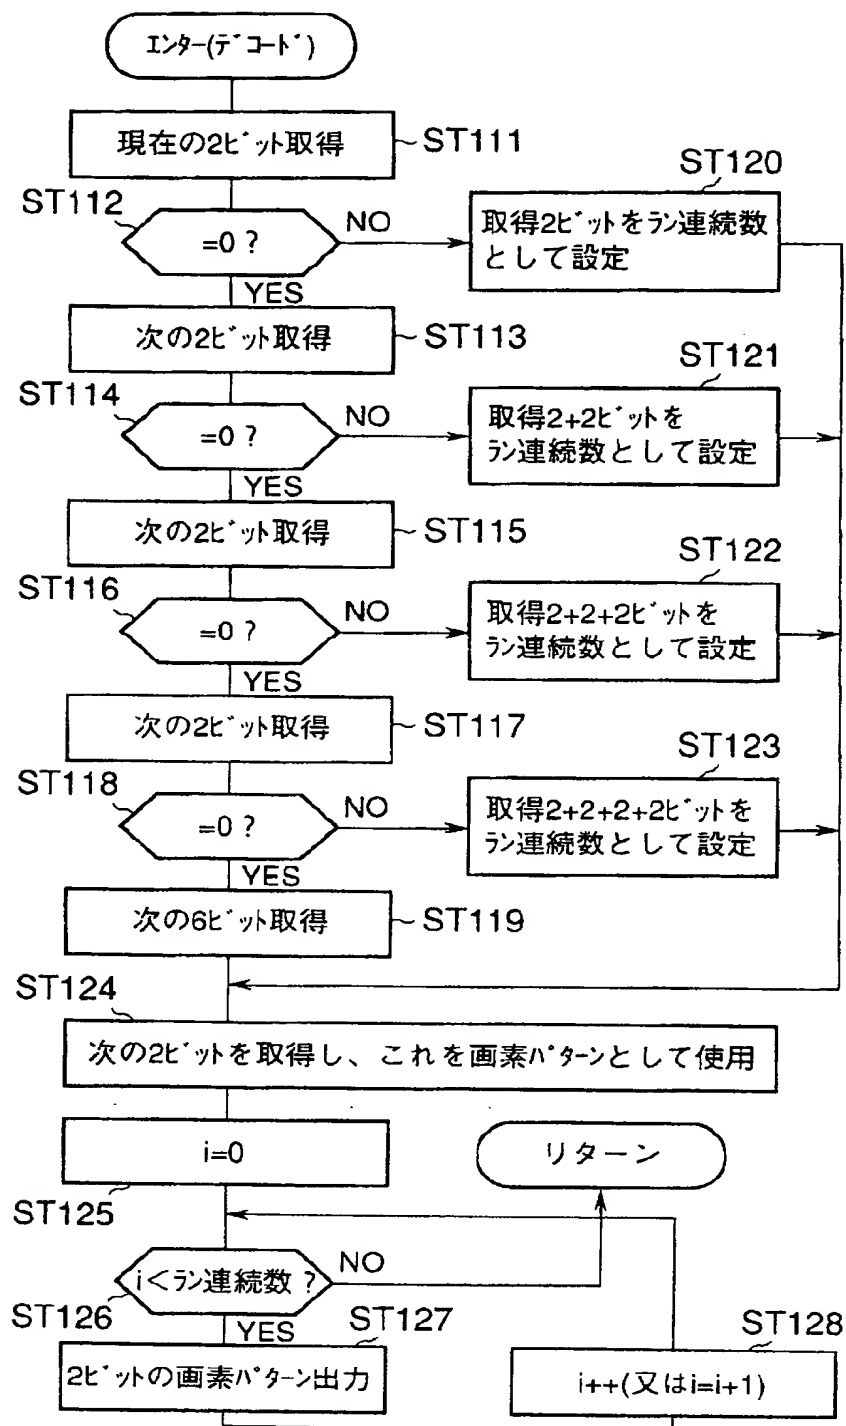 エンター(デコード)
現在の2ビット取得
ST111
ST112
=0 ?
NO
YES
ST120
取得2ビットをラン連続数
として設定
次の2ビット取得
ST113
ST114
=0 ?
NO
YES
ST121
取得2+2ビットを
ラン連続数として設定
次の2ビット取得
ST115
ST116
=0 ?
NO
YES
ST122
取得2+2+2ビットを
ラン連続数として設定
次の2ビット取得
ST117
ST118
=0 ?
NO
YES
ST123
取得2+2+2+2ビットを
ラン連続数として設定
次の6ビット取得
ST119
ST124
次の2ビットを取得し、これを画素パターンとして使用
i=0
ST125
リターン
i<ラン連続数 ?
NO
ST126
YES
ST127
2ビットの画素パターン出力
ST128
i++(又はi=i+1)